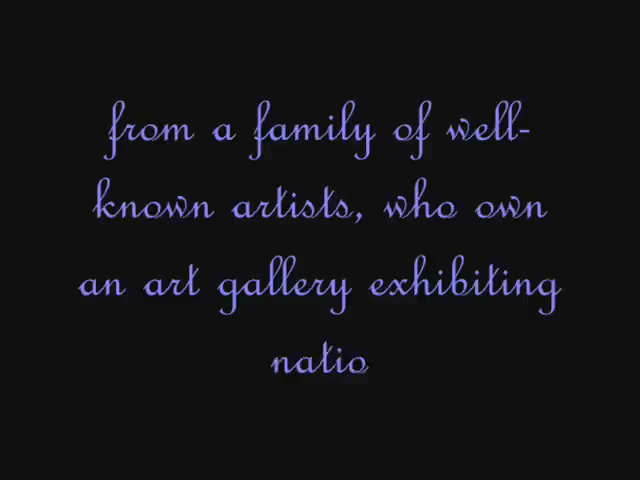 from a family of well-
known artists, who own
an art gallery exhibiting
natio